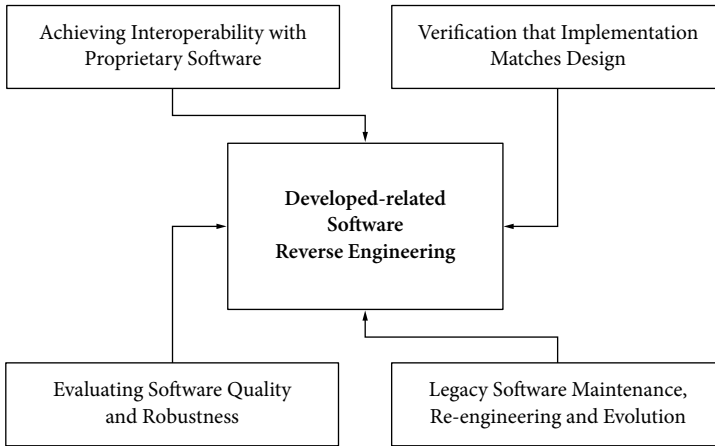 Achieving Interoperability with
Proprietary Software
Verification that Implementation
Matches Design
Developed-related
Software
Reverse Engineering
Evaluating Software Quality
and Robustness
Legacy Software Maintenance,
Re-engineering and Evolution